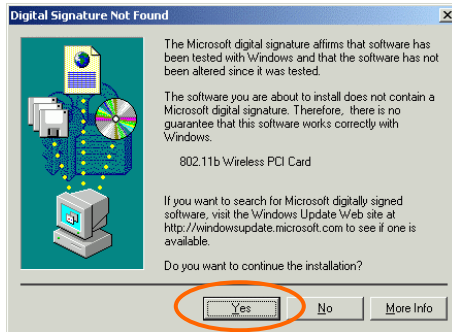 Digital Signature Not Found
The Microsoft digital signature affirms that software has
been tested with Windows and that the software has not
been altered since it was tested.
The software you are about to install does not contain a
Microsoft digital signature. Therefore, there is no
guarantee that this software works correctly with
Windows.
802.11b Wireless PCI Card
If you want to search for Microsoft digitally signed
software, visit the Windows Update Web site at
http://windowsupdate.microsoft.com to see if one is
available.
Do you want to continue the installation?
Yes No More Info